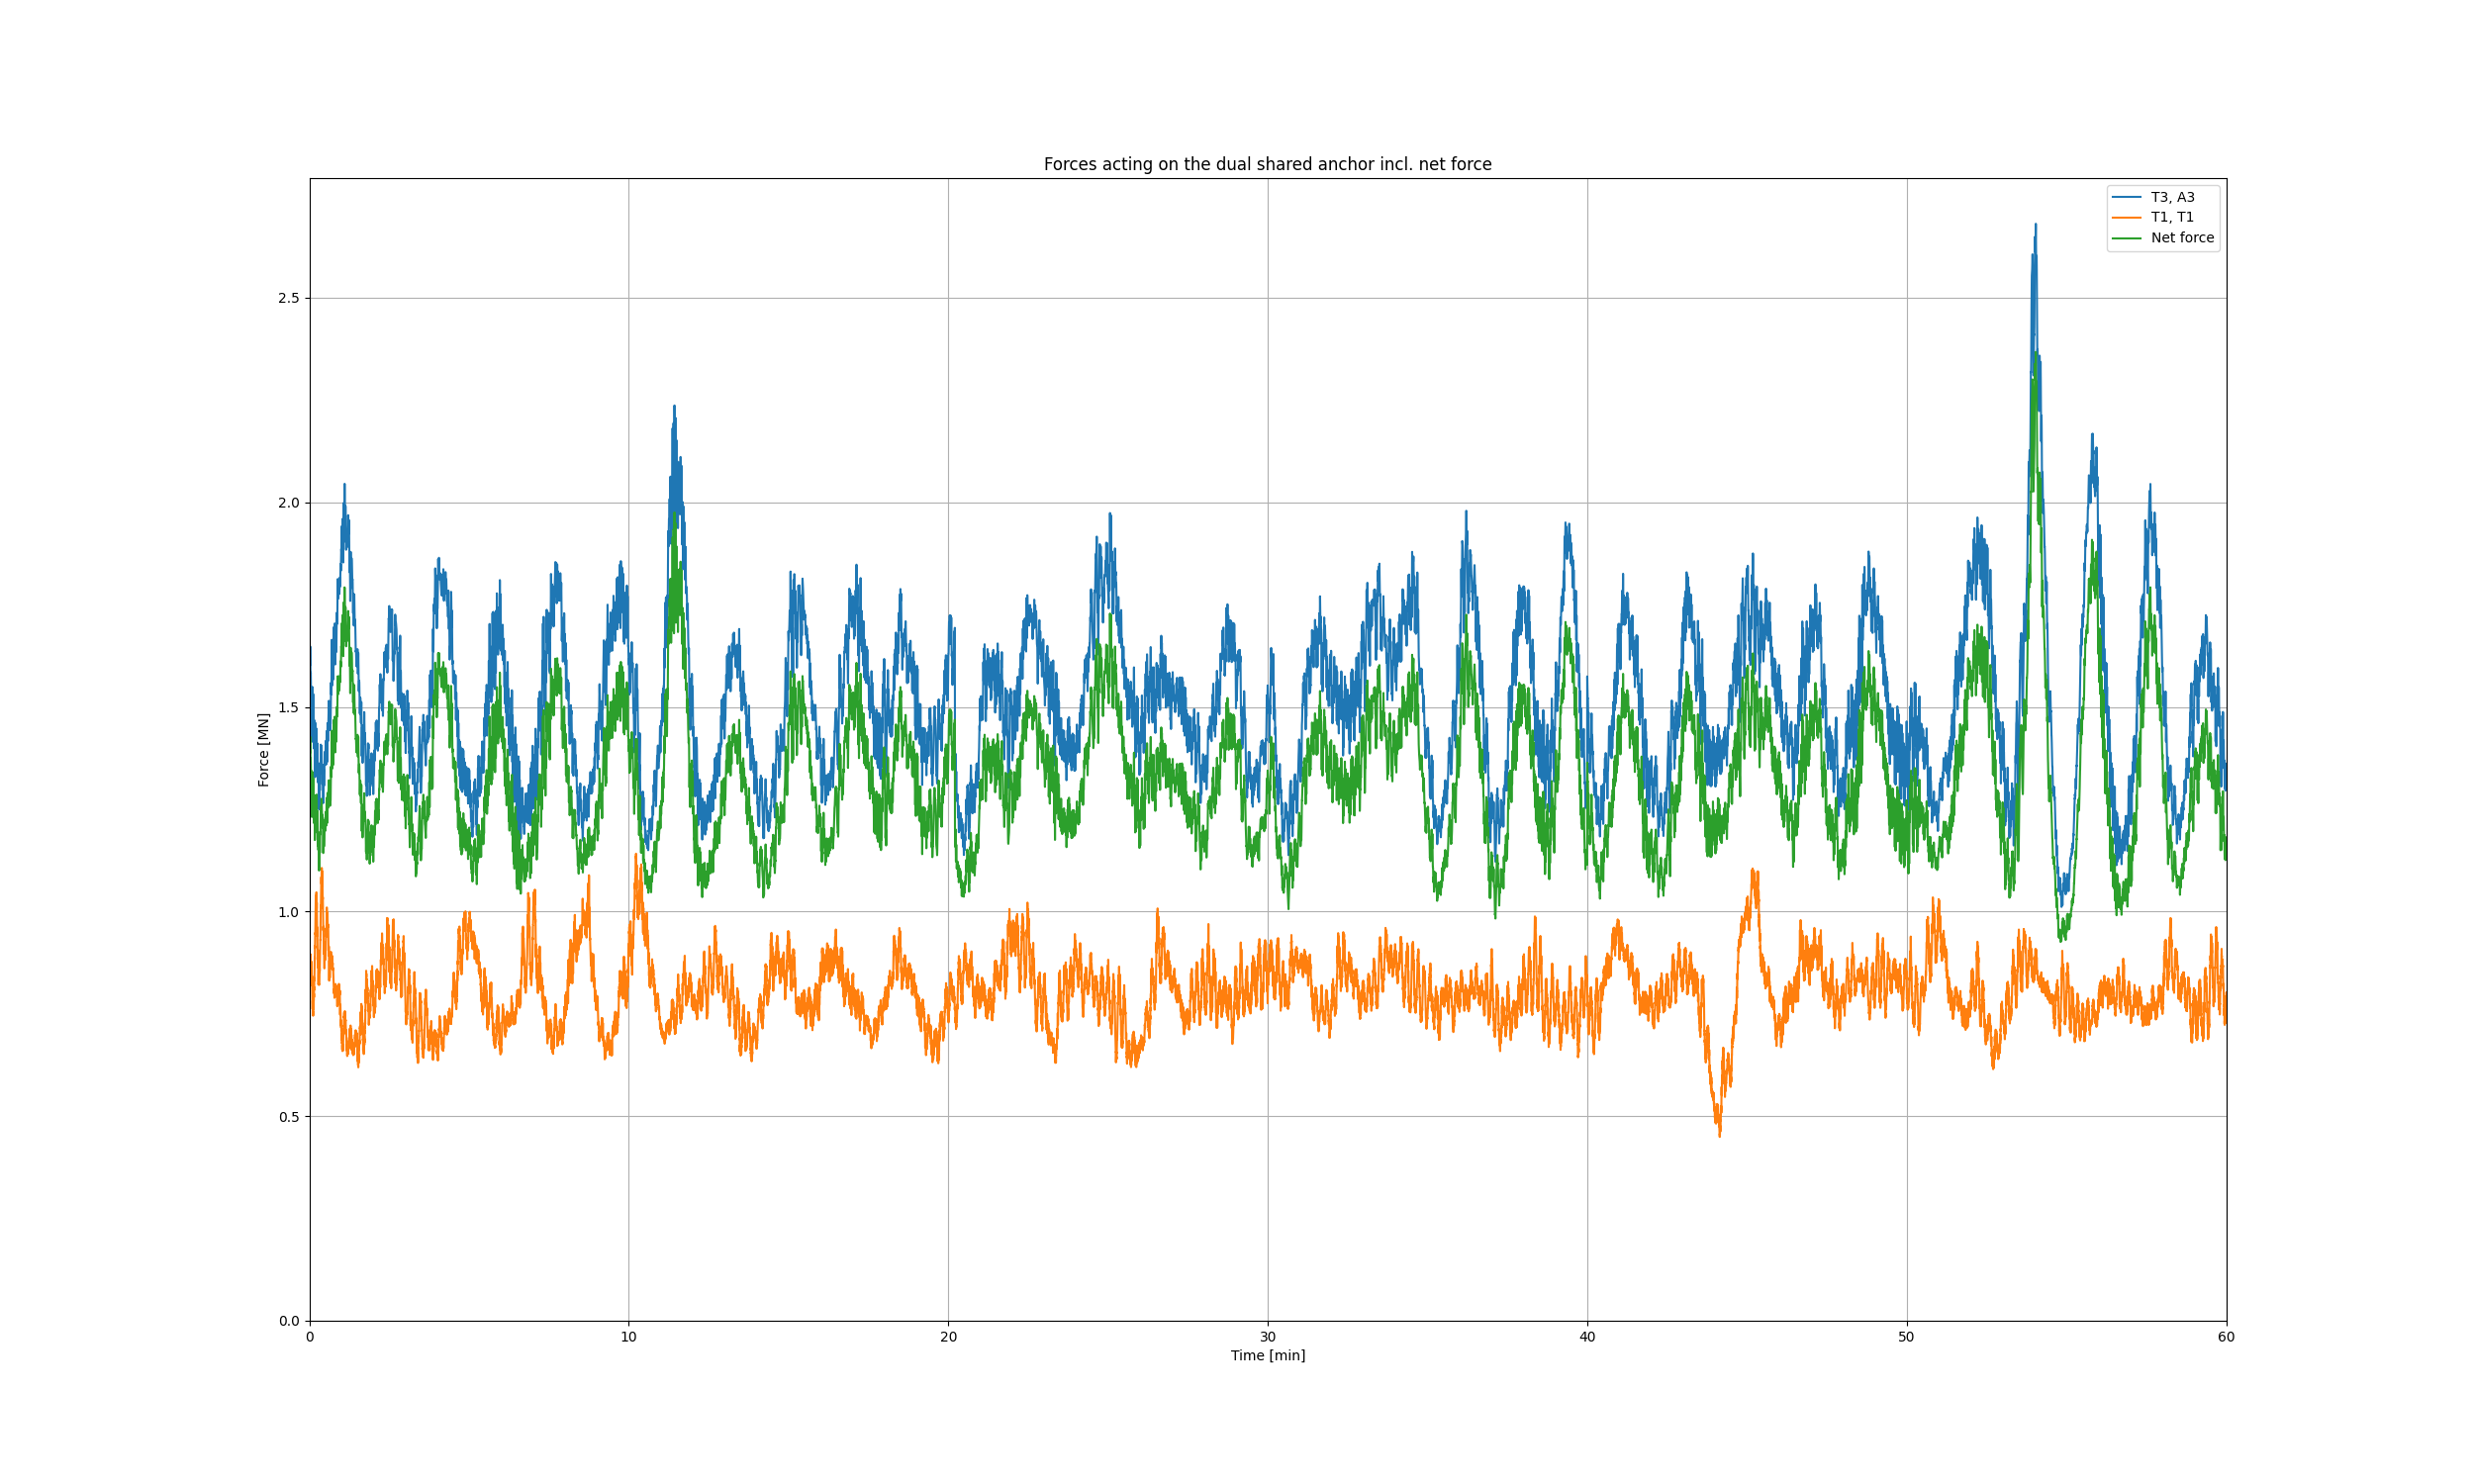 Forces acting on the dual shared anchor incl. net force
T3, A3
T1, T1
Net force
2.5
2.0
1.5
1.0
0.5
0.0
Force [MN]
0 10 20 30 40 50 60
Time [min]